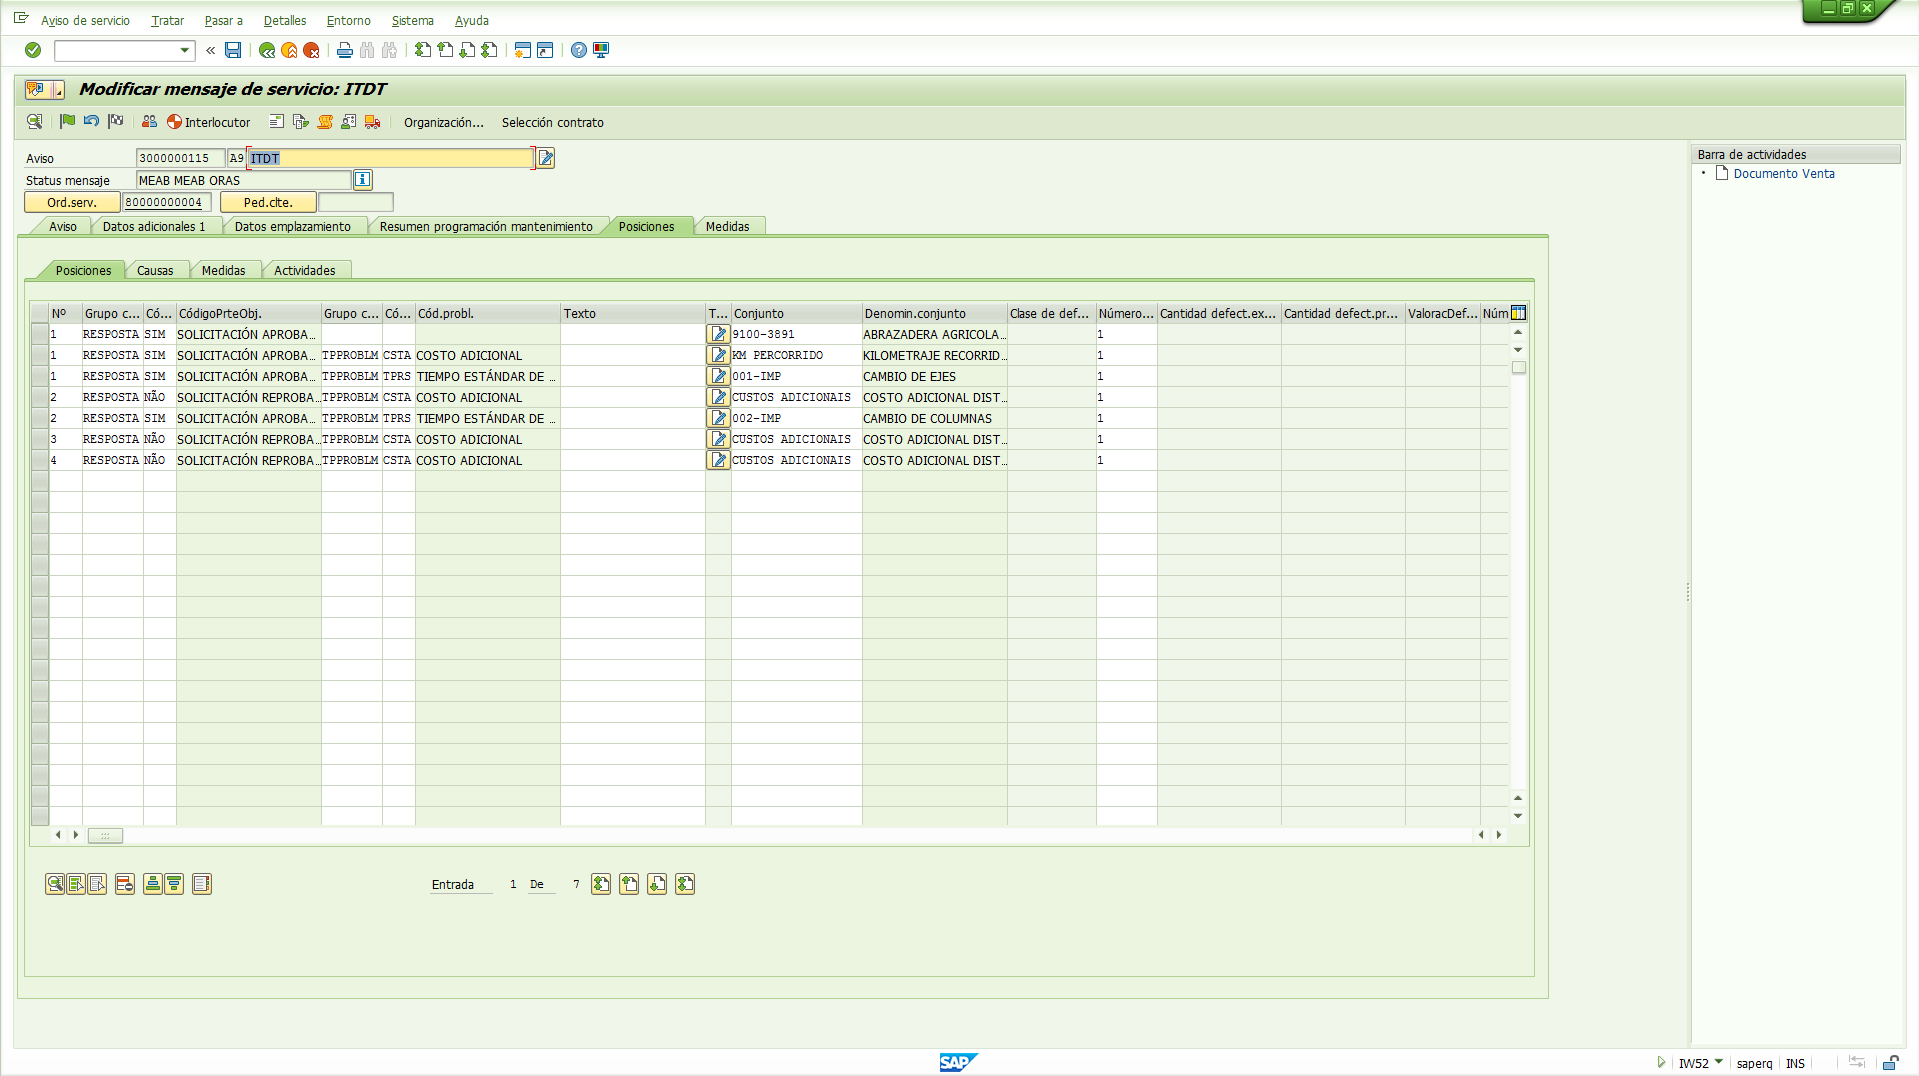 Aviso de servicio Tratar Pasar a Detalles Entorno Sistema Ayuda
Modificar mensaje de servicio: ITDT
Interlocutor Organización... Selección contrato
Aviso 3000000115 A9 ITDT
Status mensaje MEAB MEAB ORAS
Ord.serv. 80000000004 Ped.clte.
Aviso Datos adicionales 1 Datos emplazamiento Resumen programación mantenimiento Posiciones Medidas
Posiciones Causas Medidas Actividades
Nº Grupo c... Có... CódigoPrteObj. Grupo c... Có... Cód.probl. Texto T... Conjunto Denomin.conjunto Clase de def... Número... Cantidad defect.ex... Cantidad defect.pr... ValoracDef... Núm
1 RESPOSTA SIM SOLICITACIÓN APROBA... 9100-3891 ABRAZADERA AGRICOLA... 1
1 RESPOSTA SIM SOLICITACIÓN APROBA... TPPROBLM CSTA COSTO ADICIONAL KM PERCORRIDO KILOMETRAJE RECORRID... 1
1 RESPOSTA SIM SOLICITACIÓN APROBA... TPPROBLM TPRS TIEMPO ESTÁNDAR DE ... 001-IMP CAMBIO DE EJES 1
2 RESPOSTA NÃO SOLICITACIÓN REPROBA... TPPROBLM CSTA COSTO ADICIONAL CUSTOS ADICIONAIS COSTO ADICIONAL DIST... 1
2 RESPOSTA SIM SOLICITACIÓN APROBA... TPPROBLM TPRS TIEMPO ESTÁNDAR DE ... 002-IMP CAMBIO DE COLUMNAS 1
3 RESPOSTA NÃO SOLICITACIÓN REPROBA... TPPROBLM CSTA COSTO ADICIONAL CUSTOS ADICIONAIS COSTO ADICIONAL DIST... 1
4 RESPOSTA NÃO SOLICITACIÓN REPROBA... TPPROBLM CSTA COSTO ADICIONAL CUSTOS ADICIONAIS COSTO ADICIONAL DIST... 1
Entrada 1 De 7
Barra de actividades
• Documento Venta
SAP IW52 saperq INS